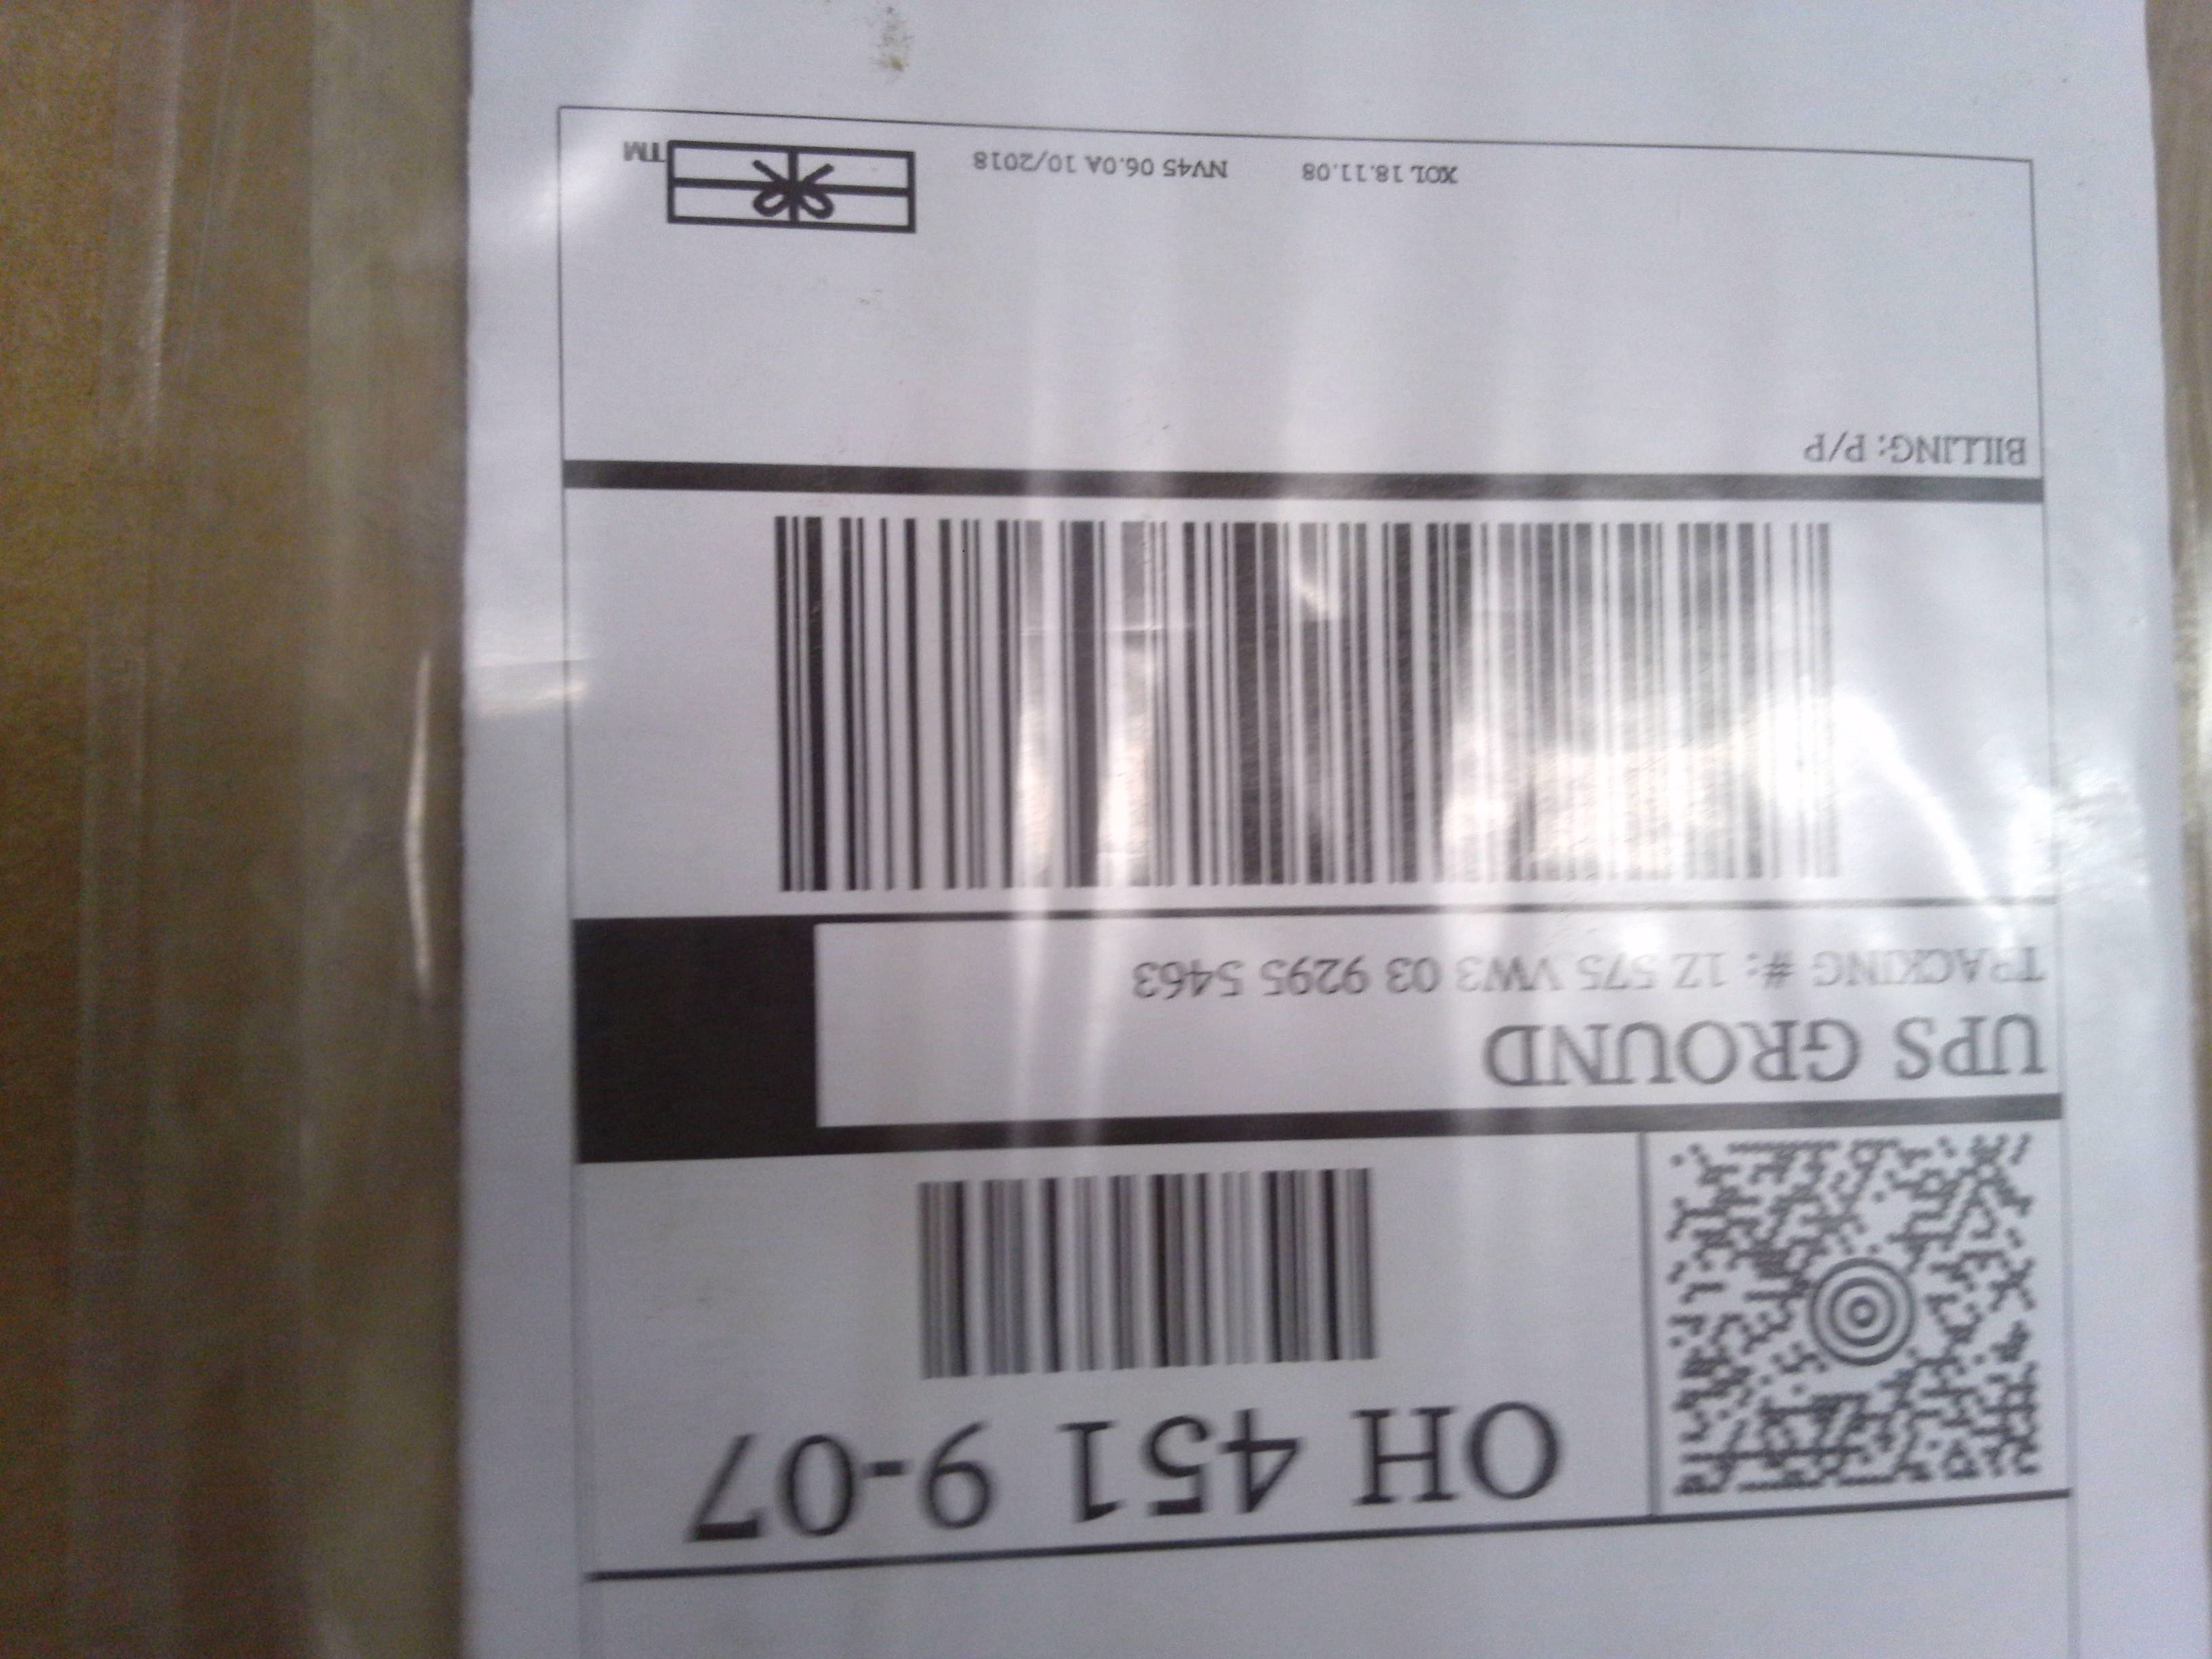 OH 451 9-07
UPS GROUND
TRACKING #: 1Z 575 VW3 03 9295 5463
BILLING: P/P
XOL 18.11.08 NV45 06.0A 10/2018 TM